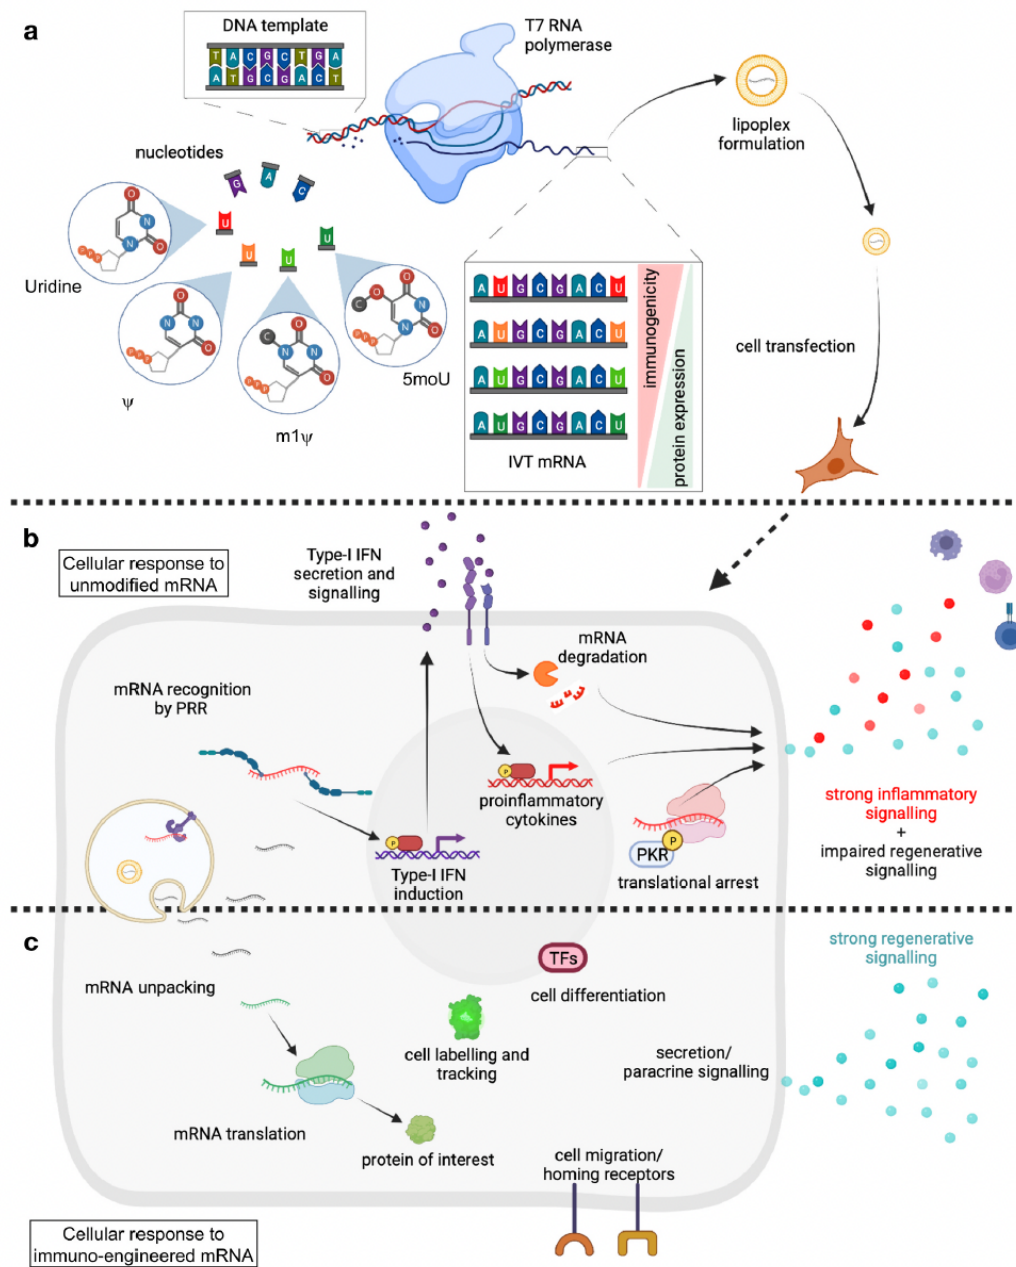 a
DNA template
T A C G C T G A
A T G C G A C T
T7 RNA
polymerase
nucleotides
G A C
U
U
U
U
O
N
O
N
P P P
Uridine
O
N N
O
P P P
ψ
C
O
N N
O
P P P
m1ψ
O
C O
N
N O
P P P
5moU
lipoplex
formulation
A U G C G A C U
A U G C G A C U
A U G C G A C U
A U G C G A C U
IVT mRNA
immunogenicity
protein expression
cell transfection
b
Cellular response to
unmodified mRNA
Type-I IFN
secretion and
signalling
mRNA
degradation
mRNA recognition
by PRR
P
proinflammatory
cytokines
P
Type-I IFN
induction
P
PKR
translational arrest
strong inflammatory
signalling
+
impaired regenerative
signalling
c
mRNA unpacking
TFs
cell differentiation
strong regenerative
signalling
cell labelling and
tracking
secretion/
paracrine signalling
mRNA translation
protein of interest
cell migration/
homing receptors
Cellular response to
immuno-engineered mRNA